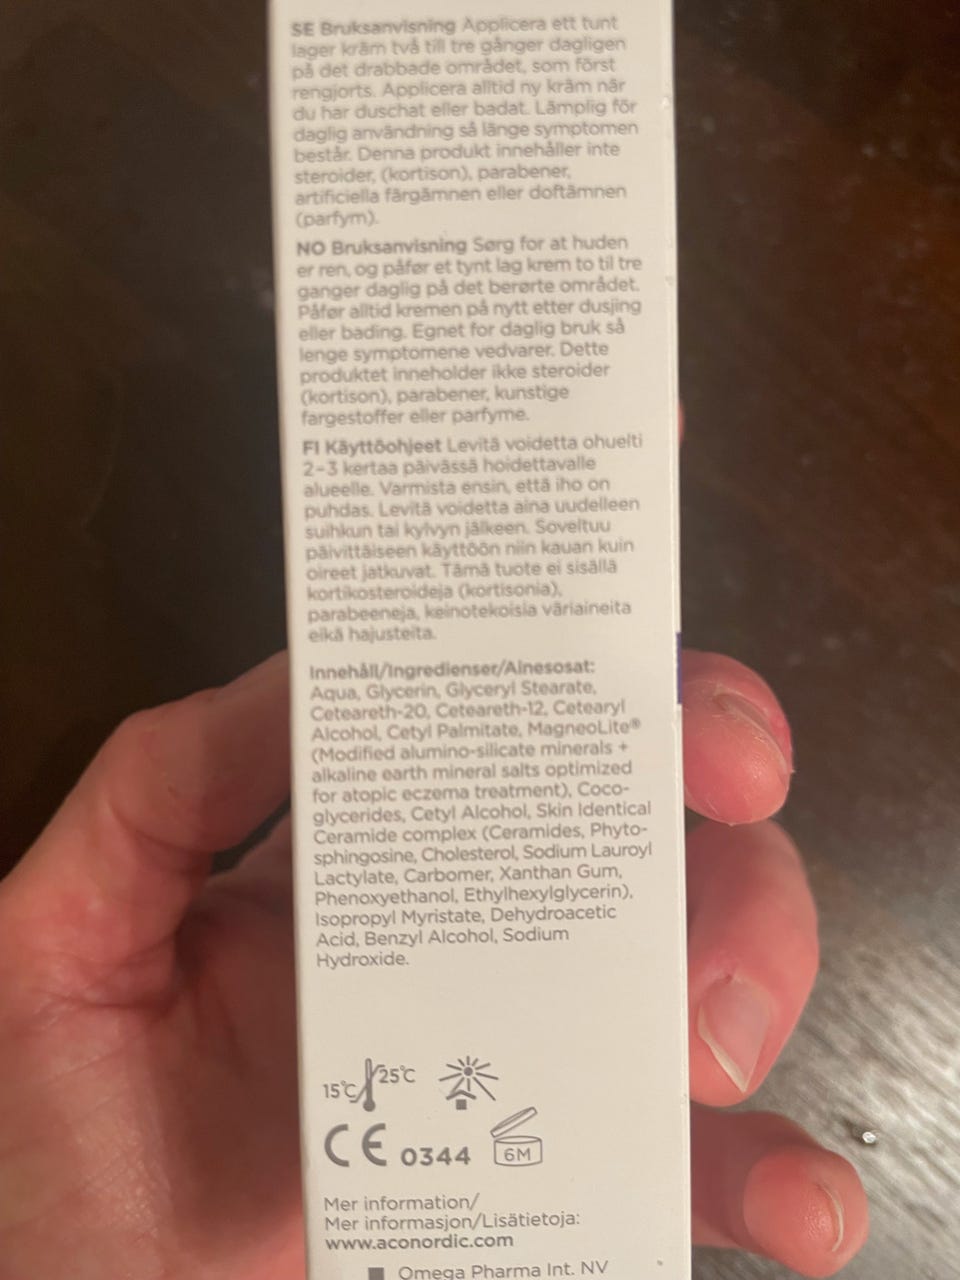 SE Bruksanvisning Applicera ett tunt
lager kräm två till tre gånger dagligen
på det drabbade området, som först
rengjorts. Applicera alltid ny kräm när
du har duschat eller badat. Lämplig för
daglig användning så länge symptomen
består. Denna produkt innehåller inte
steroider, (kortison), parabener,
artificiella färgämnen eller doftämnen
(parfym).
NO Bruksanvisning Sørg for at huden
er ren, og påfør et tynt lag krem to til tre
ganger daglig på det berørte området.
Påfør alltid kremen på nytt etter dusjing
eller bading. Egnet for daglig bruk så
lenge symptomene vedvarer. Dette
produktet inneholder ikke steroider
(kortison), parabener, kunstige
fargestoffer eller parfyme.
FI Käyttöohjeet Levitä voidetta ohuelti
2–3 kertaa päivässä hoidettavalle
alueelle. Varmista ensin, että iho on
puhdas. Levitä voidetta aina uudelleen
suihkun tai kylvyn jälkeen. Soveltuu
päivittäiseen käyttöön niin kauan kuin
oireet jatkuvat. Tämä tuote ei sisällä
kortikosteroideja (kortisonia),
parabeeneja, keinotekoisia väriaineita
eikä hajusteita.
Innehåll/Ingredienser/Ainesosat:
Aqua, Glycerin, Glyceryl Stearate,
Ceteareth-20, Ceteareth-12, Cetearyl
Alcohol, Cetyl Palmitate, MagneoLite®
(Modified alumino-silicate minerals +
alkaline earth mineral salts optimized
for atopic eczema treatment), Coco-
glycerides, Cetyl Alcohol, Skin Identical
Ceramide complex (Ceramides, Phyto-
sphingosine, Cholesterol, Sodium Lauroyl
Lactylate, Carbomer, Xanthan Gum,
Phenoxyethanol, Ethylhexylglycerin),
Isopropyl Myristate, Dehydroacetic
Acid, Benzyl Alcohol, Sodium
Hydroxide.
15°C 25°C
CE 0344 6M
Mer information/
Mer informasjon/Lisätietoja:
www.aconordic.com
Omega Pharma Int. NV